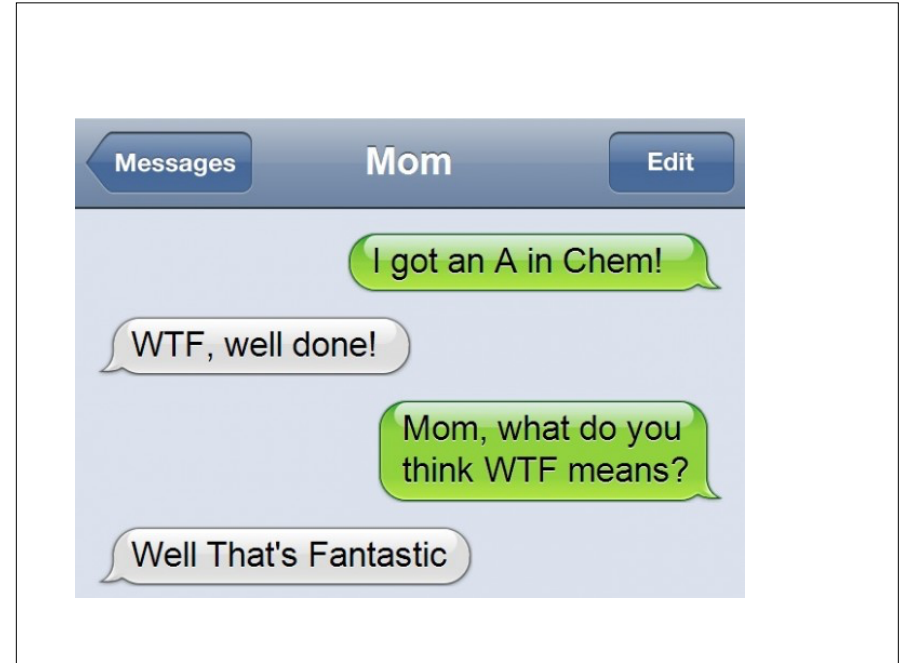 Messages
Mom
Edit
I got an A in Chem!
WTF, well done!
Mom, what do you
think WTF means?
Well That's Fantastic